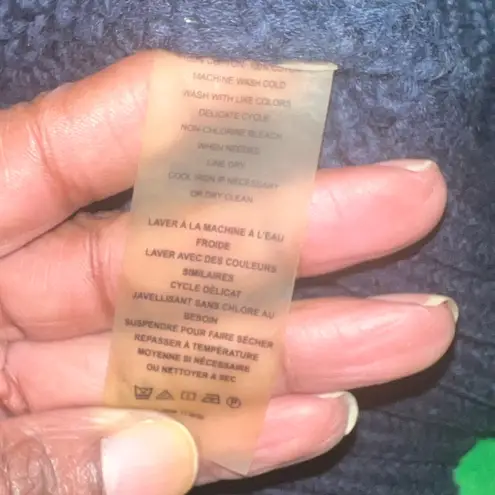 COTTON
MACHINE WASH COLD
WASH WITH LIKE COLORS
DELICATE CYCLE
NON-CHLORINE BLEACH
WHEN NEEDED
LINE DRY
COOL IRON IF NECESSARY
OR DRY CLEAN
LAVER À LA MACHINE À L'EAU
FROIDE
LAVER AVEC DES COULEURS
SIMILAIRES
CYCLE DÉLICAT
JAVELLISANT SANS CHLORE AU
BESOIN
SUSPENDRE POUR FAIRE SÉCHER
REPASSER À TEMPÉRATURE
MOYENNE SI NÉCESSAIRE
OU NETTOYER A SEC